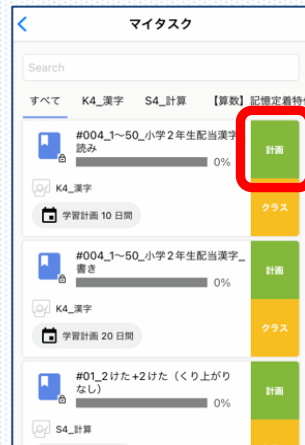 マイタスク
Search
すべて K4_漢字 S4_計算 【算数】記憶定着特
#004_1〜50_小学2年生配当漢字_
読み
0%
計画
K4_漢字
クラス
学習計画 10 日間
#004_1〜50_小学2年生配当漢字_
書き
0%
計画
K4_漢字
クラス
学習計画 20 日間
#01_2けた+2けた(くり上がり
なし)
0%
計画
S4_計算